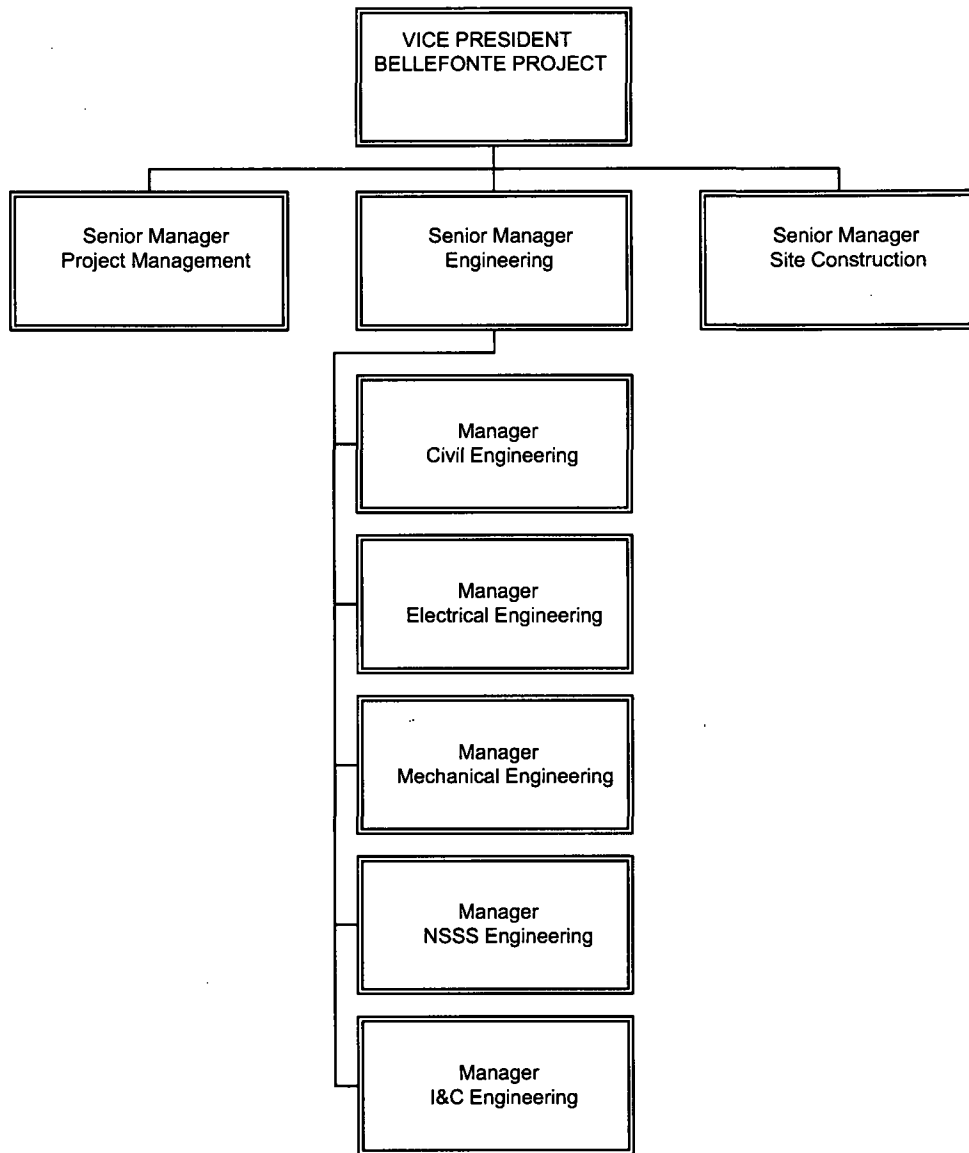 VICE PRESIDENT
BELLEFONTE PROJECT
Senior Manager
Project Management
Senior Manager
Engineering
Senior Manager
Site Construction
Manager
Civil Engineering
Manager
Electrical Engineering
Manager
Mechanical Engineering
Manager
NSSS Engineering
Manager
I&C Engineering